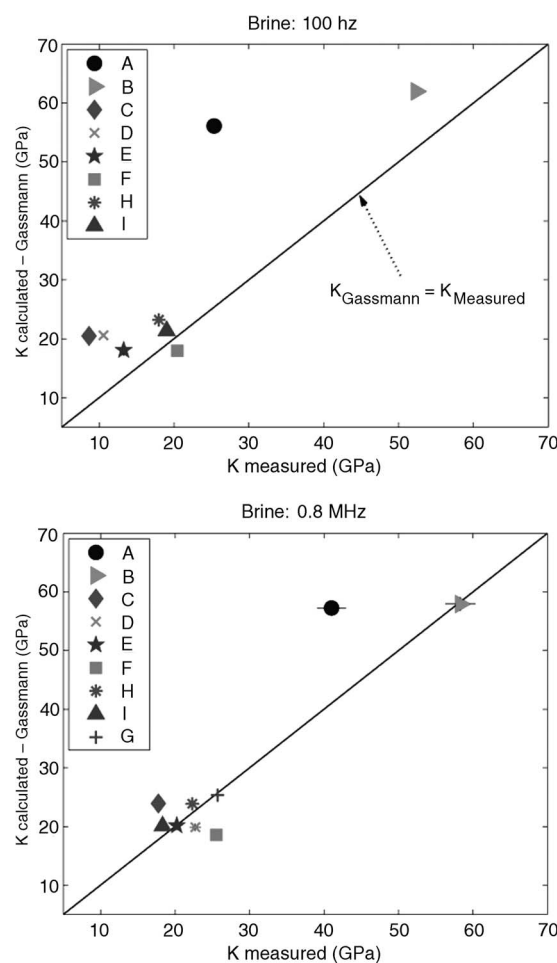 Brine: 100 hz
70
60
50
40
30
20
10
K calculated – Gassmann (GPa)
A
B
C
D
E
F
H
I
K Gassmann = K Measured
10 20 30 40 50 60 70
K measured (GPa)
Brine: 0.8 MHz
70
60
50
40
30
20
10
K calculated – Gassmann (GPa)
A
B
C
D
E
F
H
I
G
10 20 30 40 50 60 70
K measured (GPa)